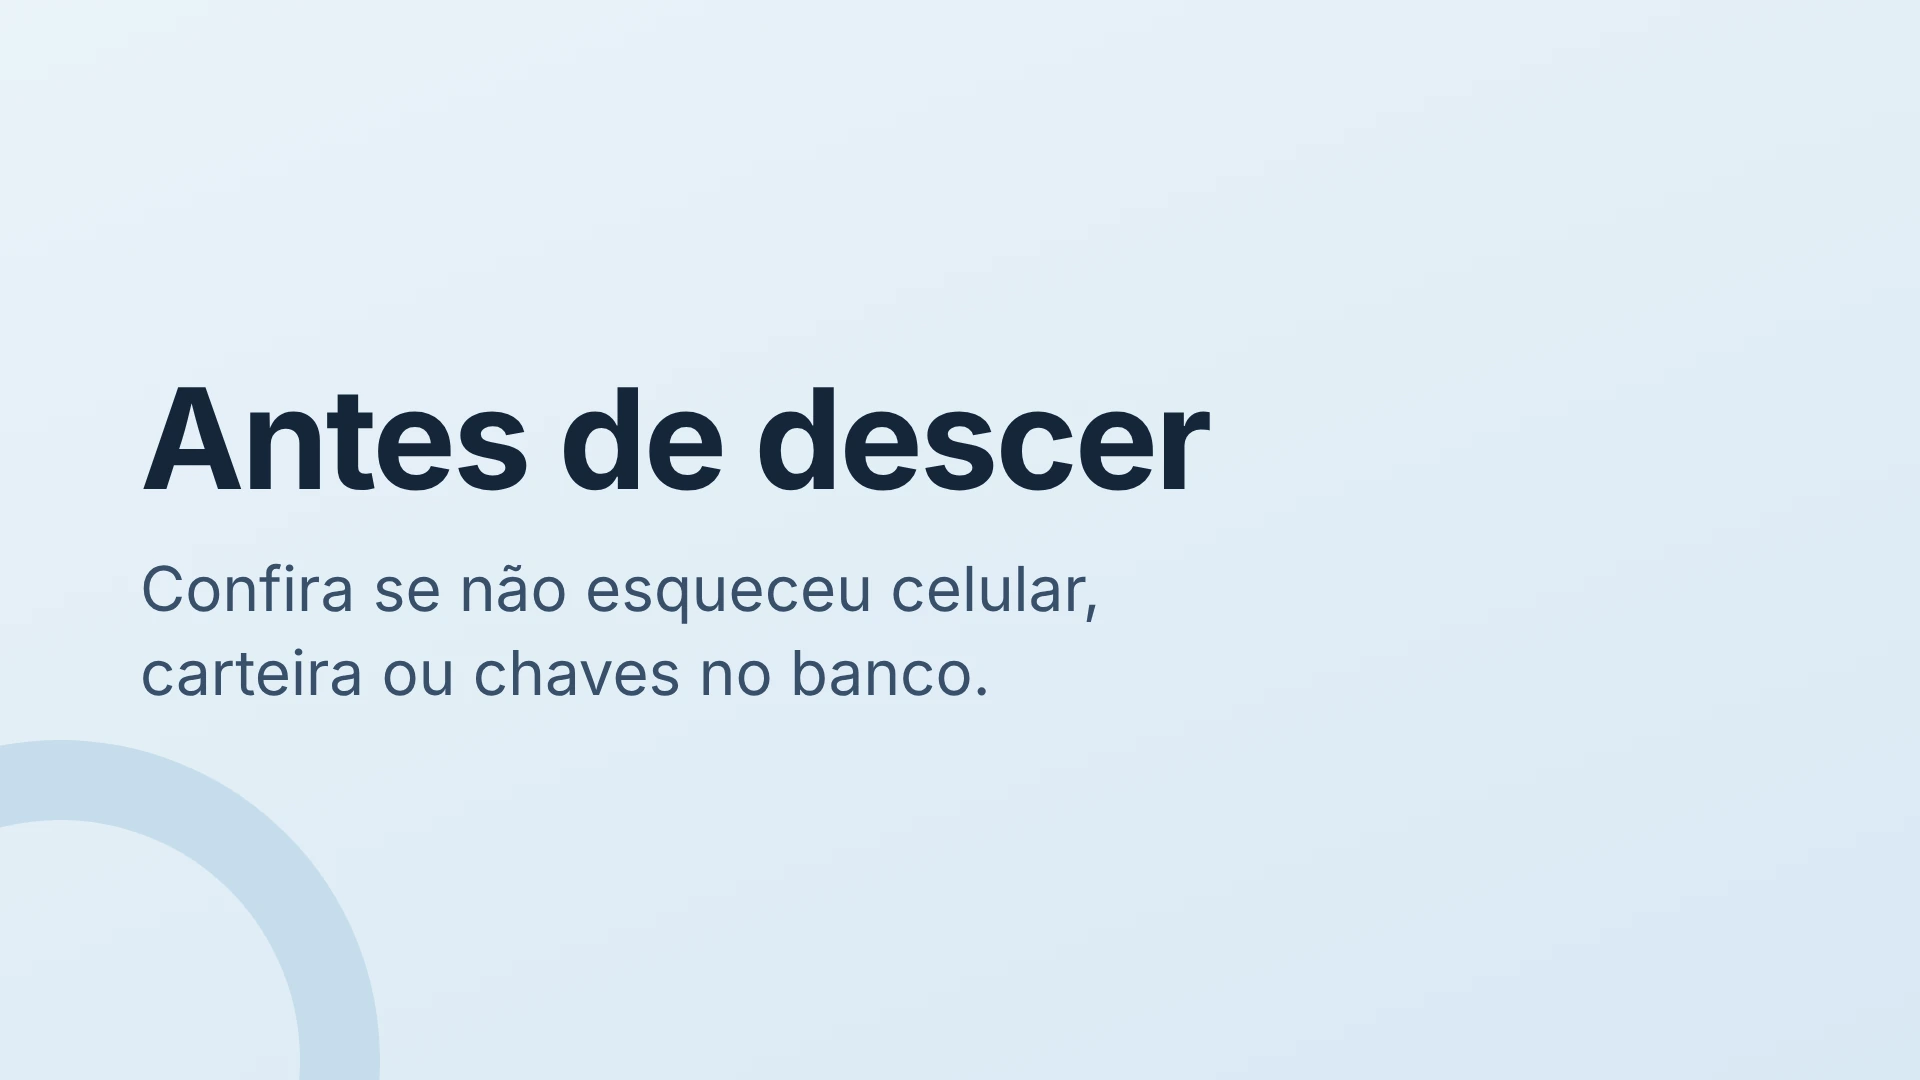 Antes de descer
Confira se não esqueceu celular,
carteira ou chaves no banco.